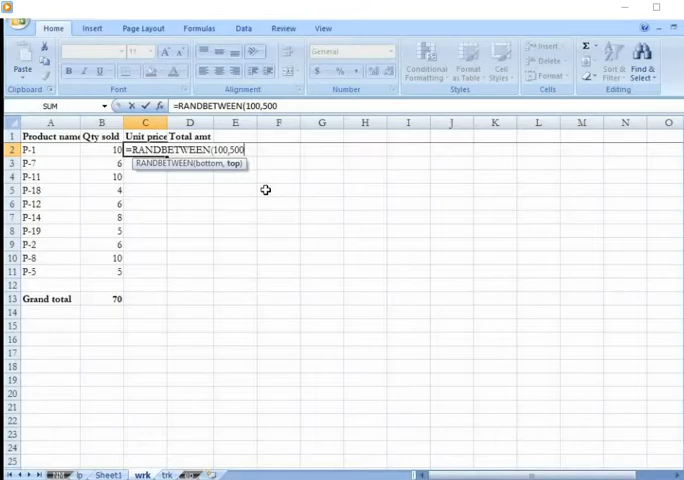 Home Insert Page Layout Formulas Data Review View
Paste
11
General
Conditional Formatting
Format as Table
Cell Styles
Insert
Delete
Format
Sort & Filter
Find & Select
Clipboard Font Alignment Number Styles Cells Editing
SUM =RANDBETWEEN(100,500
A B C D E F G H I J K L M N O
1 Product name Qty sold Unit price Total amt
2 P-1 10 =RANDBETWEEN(100,500
3 P-7 6 RANDBETWEEN(bottom, top)
4 P-11 10
5 P-18 4
6 P-12 6
7 P-14 8
8 P-19 5
9 P-2 6
10 P-8 10
11 P-5 5
12
13 Grand total 70
14
15
16
17
18
19
20
21
22
23
24
25
lp Sheet1 wrk trk